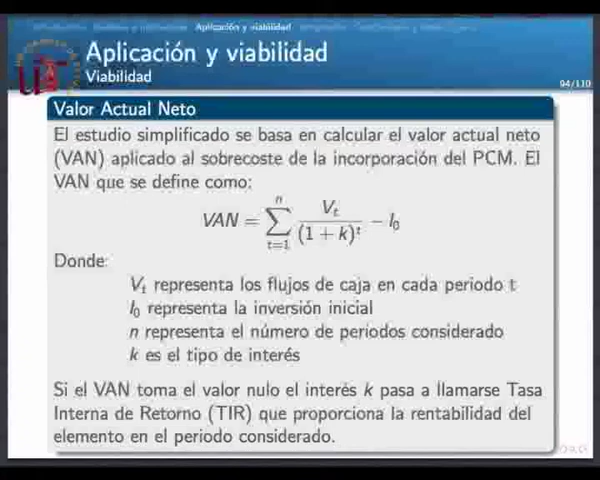 Aplicación y viabilidad
Aplicación y viabilidad
Viabilidad
94/110
Valor Actual Neto
El estudio simplificado se basa en calcular el valor actual neto
(VAN) aplicado al sobrecoste de la incorporación del PCM. El
VAN que se define como:
VAN = \sum_{t=1}^{n} \frac{V_t}{(1 + k)^t} − I_0
Donde:
V_t representa los flujos de caja en cada periodo t
I_0 representa la inversión inicial
n representa el número de periodos considerado
k es el tipo de interés
Si el VAN toma el valor nulo el interés k pasa a llamarse Tasa
Interna de Retorno (TIR) que proporciona la rentabilidad del
elemento en el periodo considerado.